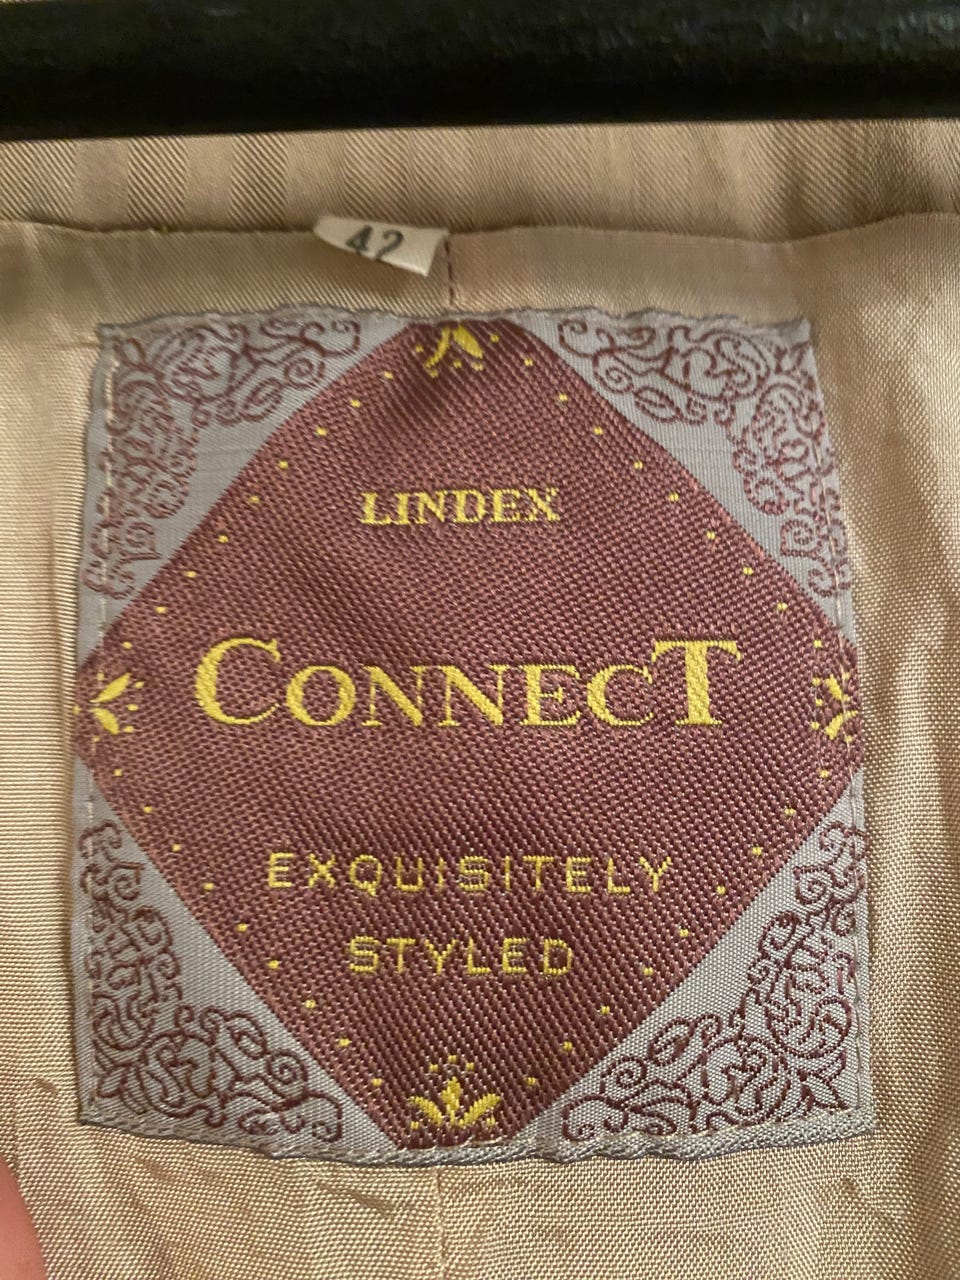 42
LINDEX
CONNECT
EXQUISITELY
STYLED